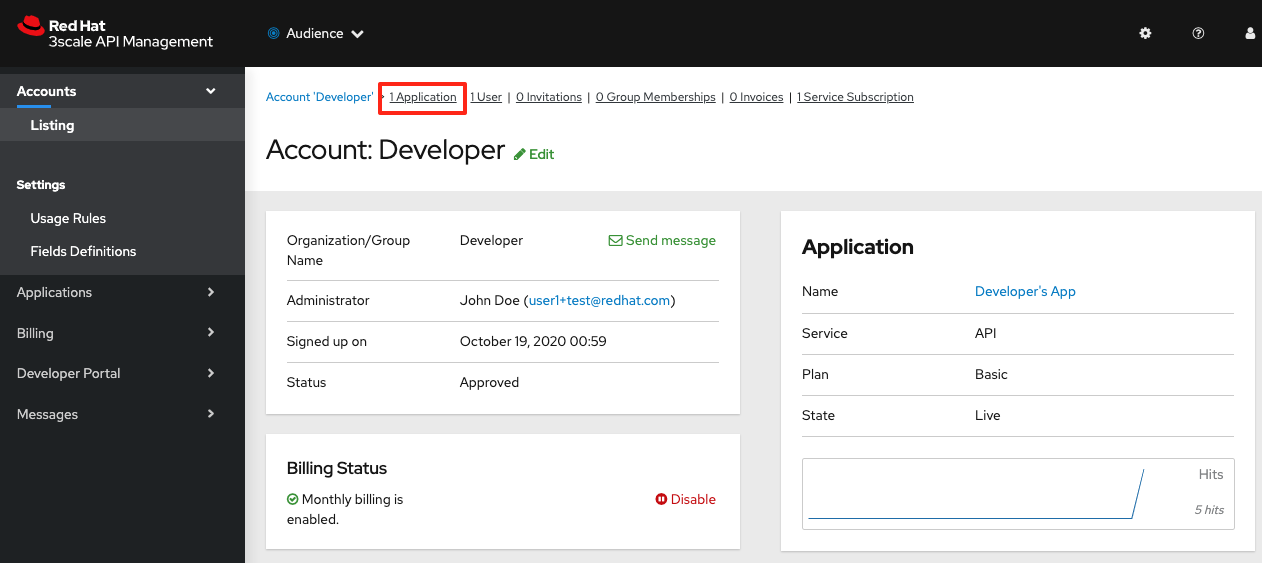 Red Hat
3scale API Management
Audience
Accounts
Listing
Settings
Usage Rules
Fields Definitions
Applications
Billing
Developer Portal
Messages
Account 'Developer' › 1 Application | 1 User | 0 Invitations | 0 Group Memberships | 0 Invoices | 1 Service Subscription
Account: Developer Edit
Organization/Group Name Developer Send message
Administrator John Doe (user1+test@redhat.com)
Signed up on October 19, 2020 00:59
Status Approved
Billing Status
Monthly billing is
enabled.
Disable
Application
Name Developer's App
Service API
Plan Basic
State Live
Hits
5 hits